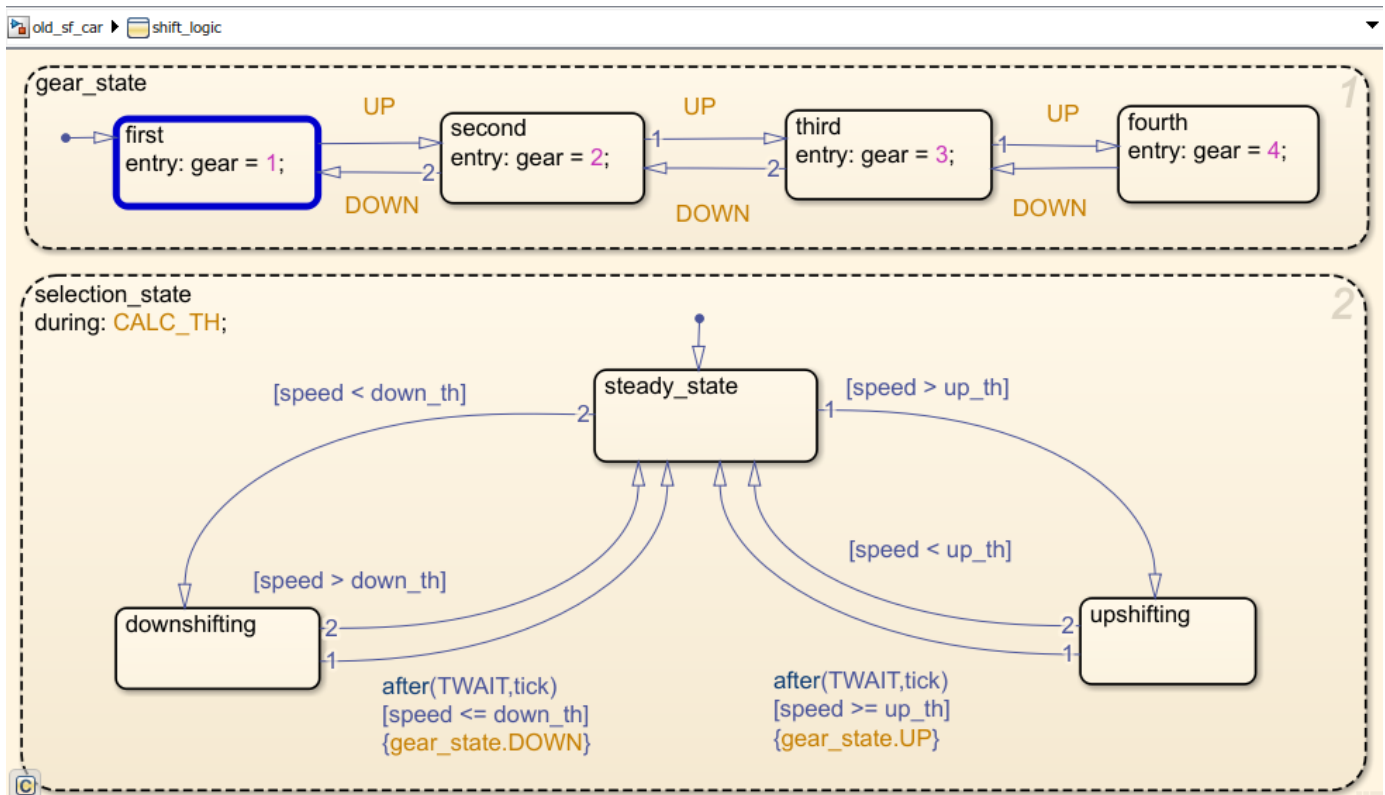 old_sf_car shift_logic
gear_state
1
first
entry: gear = 1;
UP
second
entry: gear = 2;
1
2
DOWN
UP
third
entry: gear = 3;
1
2
DOWN
UP
fourth
entry: gear = 4;
DOWN
selection_state
during: CALC_TH;
2
steady_state
[speed < down_th]
2
1
[speed > up_th]
[speed > down_th]
[speed < up_th]
downshifting
2
1
upshifting
2
1
after(TWAIT,tick)
[speed <= down_th]
{gear_state.DOWN}
after(TWAIT,tick)
[speed >= up_th]
{gear_state.UP}
C